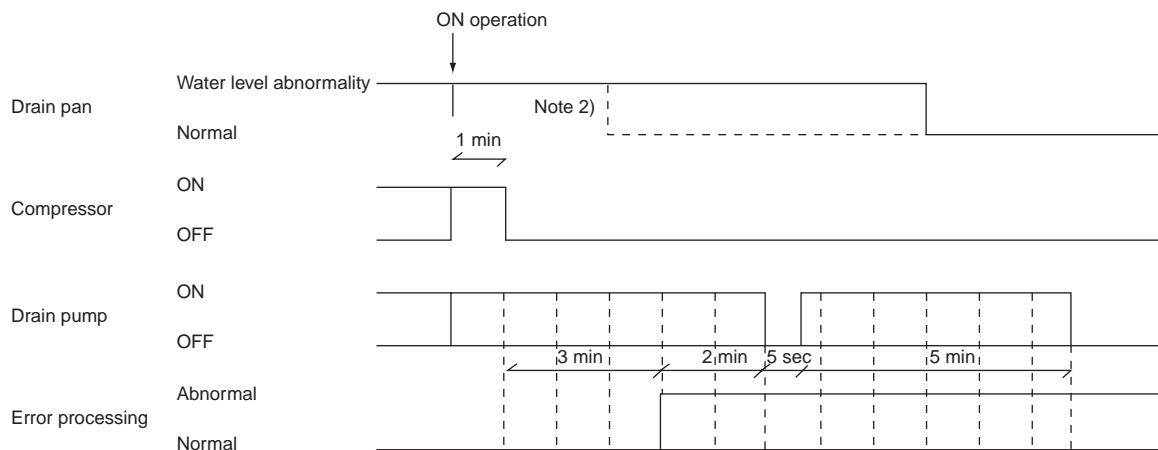 ON operation
Water level abnormality
Drain pan
Note 2)
Normal
1 min
ON
Compressor
OFF
ON
Drain pump
OFF
3 min
2 min
5 sec
5 min
Abnormal
Error processing
Normal